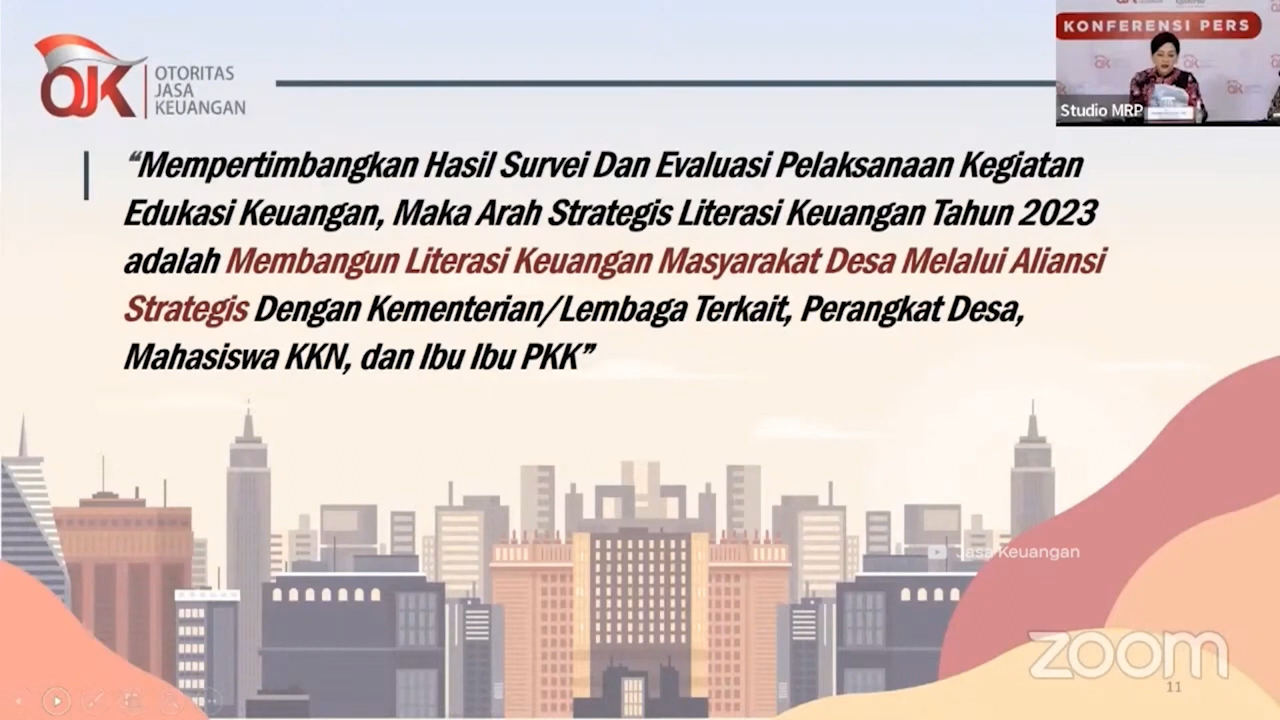 OJK
OTORITAS
JASA
KEUANGAN
KONFERENSI PERS
Studio MRP
“Mempertimbangkan Hasil Survei Dan Evaluasi Pelaksanaan Kegiatan
Edukasi Keuangan, Maka Arah Strategis Literasi Keuangan Tahun 2023
adalah Membangun Literasi Keuangan Masyarakat Desa Melalui Aliansi
Strategis Dengan Kementerian/Lembaga Terkait, Perangkat Desa,
Mahasiswa KKN, dan Ibu Ibu PKK”
Jasa Keuangan
zoom
11